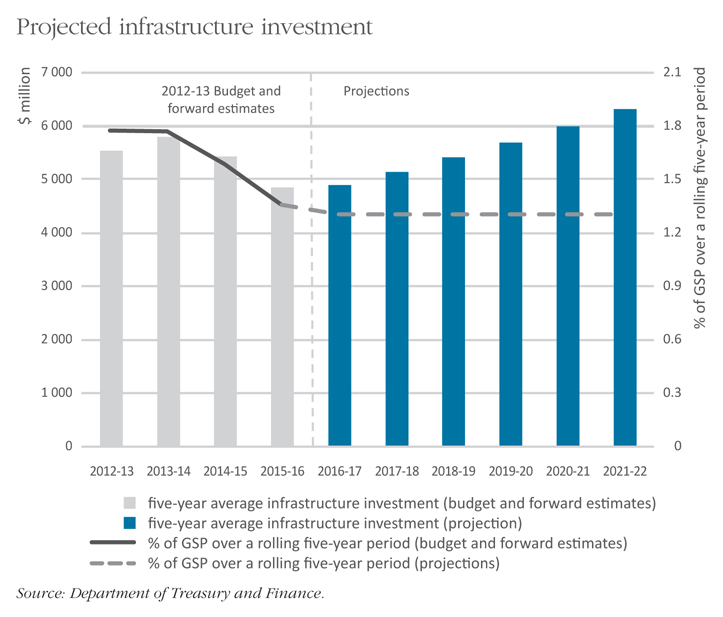 Projected infrastructure investment
$ million
% of GSP over a rolling five-year period
7 000
6 000
5 000
4 000
3 000
2 000
1 000
0
2.1
1.8
1.5
1.2
0.9
0.6
0.3
0
2012-13 Budget and
forward estimates
Projections
2012-13 2013-14 2014-15 2015-16 2016-17 2017-18 2018-19 2019-20 2020-21 2021-22
five-year average infrastructure investment (budget and forward estimates)
five-year average infrastructure investment (projection)
% of GSP over a rolling five-year period (budget and forward estimates)
% of GSP over a rolling five-year period (projections)
Source: Department of Treasury and Finance.